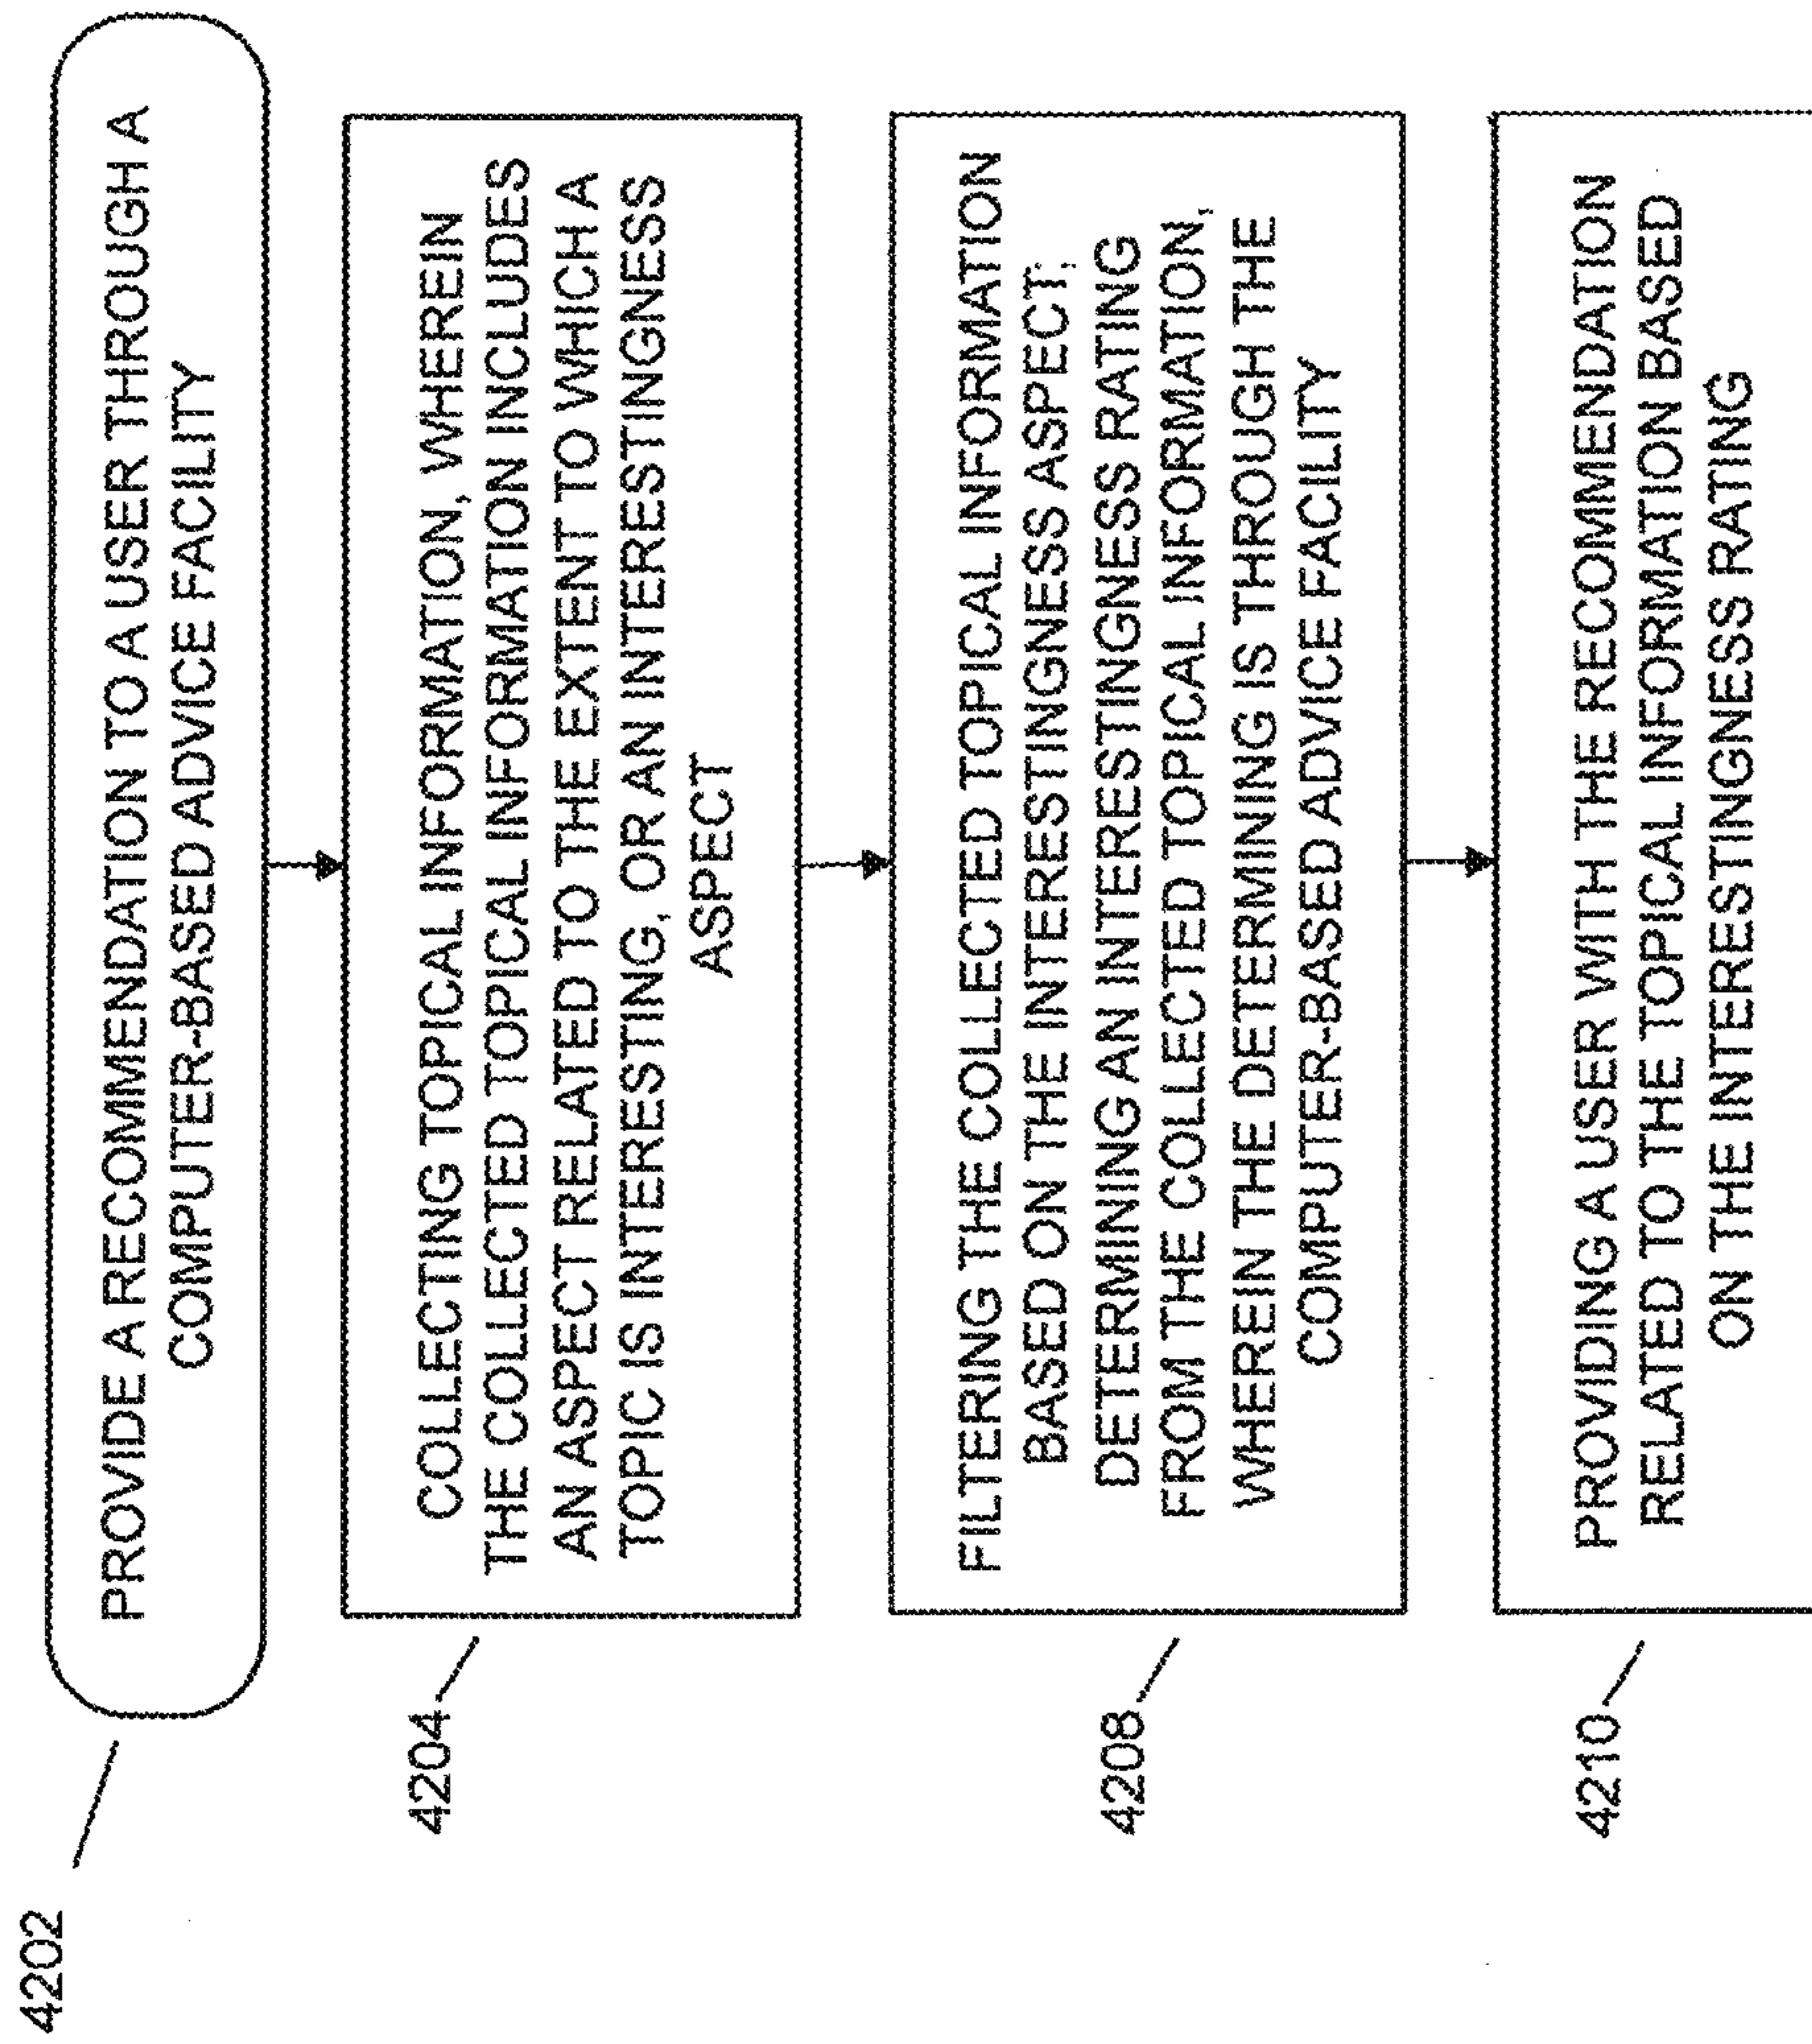 4202
PROVIDE A RECOMMENDATION TO A USER THROUGH A
COMPUTER-BASED ADVICE FACILITY
4204
COLLECTING TOPICAL INFORMATION, WHEREIN
THE COLLECTED TOPICAL INFORMATION INCLUDES
AN ASPECT RELATED TO THE EXTENT TO WHICH A
TOPIC IS INTERESTING, OR AN INTERESTINGNESS
ASPECT
4208
FILTERING THE COLLECTED TOPICAL INFORMATION
BASED ON THE INTERESTINGNESS ASPECT;
DETERMINING AN INTERESTINGNESS RATING
FROM THE COLLECTED TOPICAL INFORMATION,
WHEREIN THE DETERMINING IS THROUGH THE
COMPUTER-BASED ADVICE FACILITY
4210
PROVIDING A USER WITH THE RECOMMENDATION
RELATED TO THE TOPICAL INFORMATION BASED
ON THE INTERESTINGNESS RATING